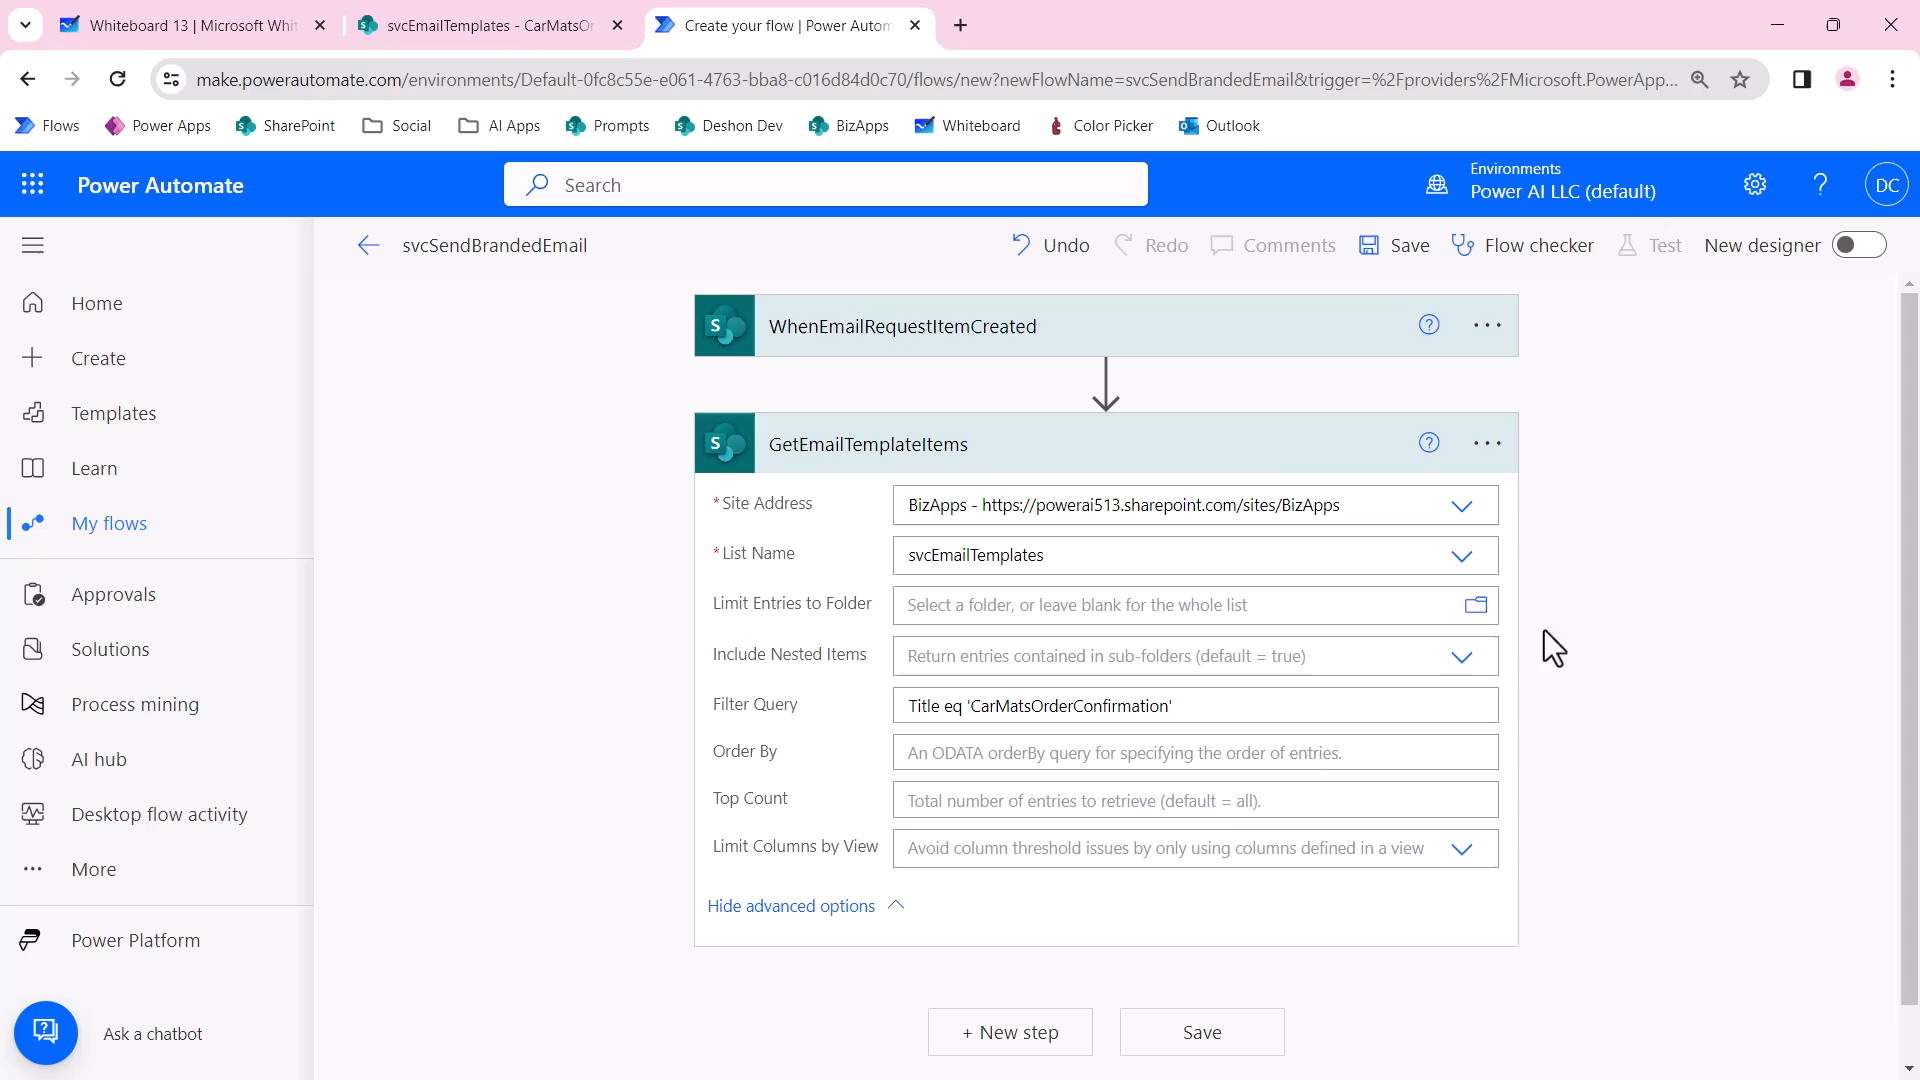 Whiteboard 13 | Microsoft Whit
svcEmailTemplates - CarMatsOr
Create your flow | Power Autom
make.powerautomate.com/environments/Default-0fc8c55e-e061-4763-bba8-c016d84d0c70/flows/new?newFlowName=svcSendBrandedEmail&trigger=%2Fproviders%2FMicrosoft.PowerApp...
Flows
Power Apps
SharePoint
Social
AI Apps
Prompts
Deshon Dev
BizApps
Whiteboard
Color Picker
Outlook
Power Automate
Search
Environments
Power AI LLC (default)
DC
svcSendBrandedEmail
Undo
Redo
Comments
Save
Flow checker
Test
New designer
Home
Create
Templates
Learn
My flows
Approvals
Solutions
Process mining
AI hub
Desktop flow activity
More
Power Platform
Ask a chatbot
S
WhenEmailRequestItemCreated
S
GetEmailTemplateItems
* Site Address
BizApps - https://powerai513.sharepoint.com/sites/BizApps
* List Name
svcEmailTemplates
Limit Entries to Folder
Select a folder, or leave blank for the whole list
Include Nested Items
Return entries contained in sub-folders (default = true)
Filter Query
Title eq 'CarMatsOrderConfirmation'
Order By
An ODATA orderBy query for specifying the order of entries.
Top Count
Total number of entries to retrieve (default = all).
Limit Columns by View
Avoid column threshold issues by only using columns defined in a view
Hide advanced options
+ New step
Save